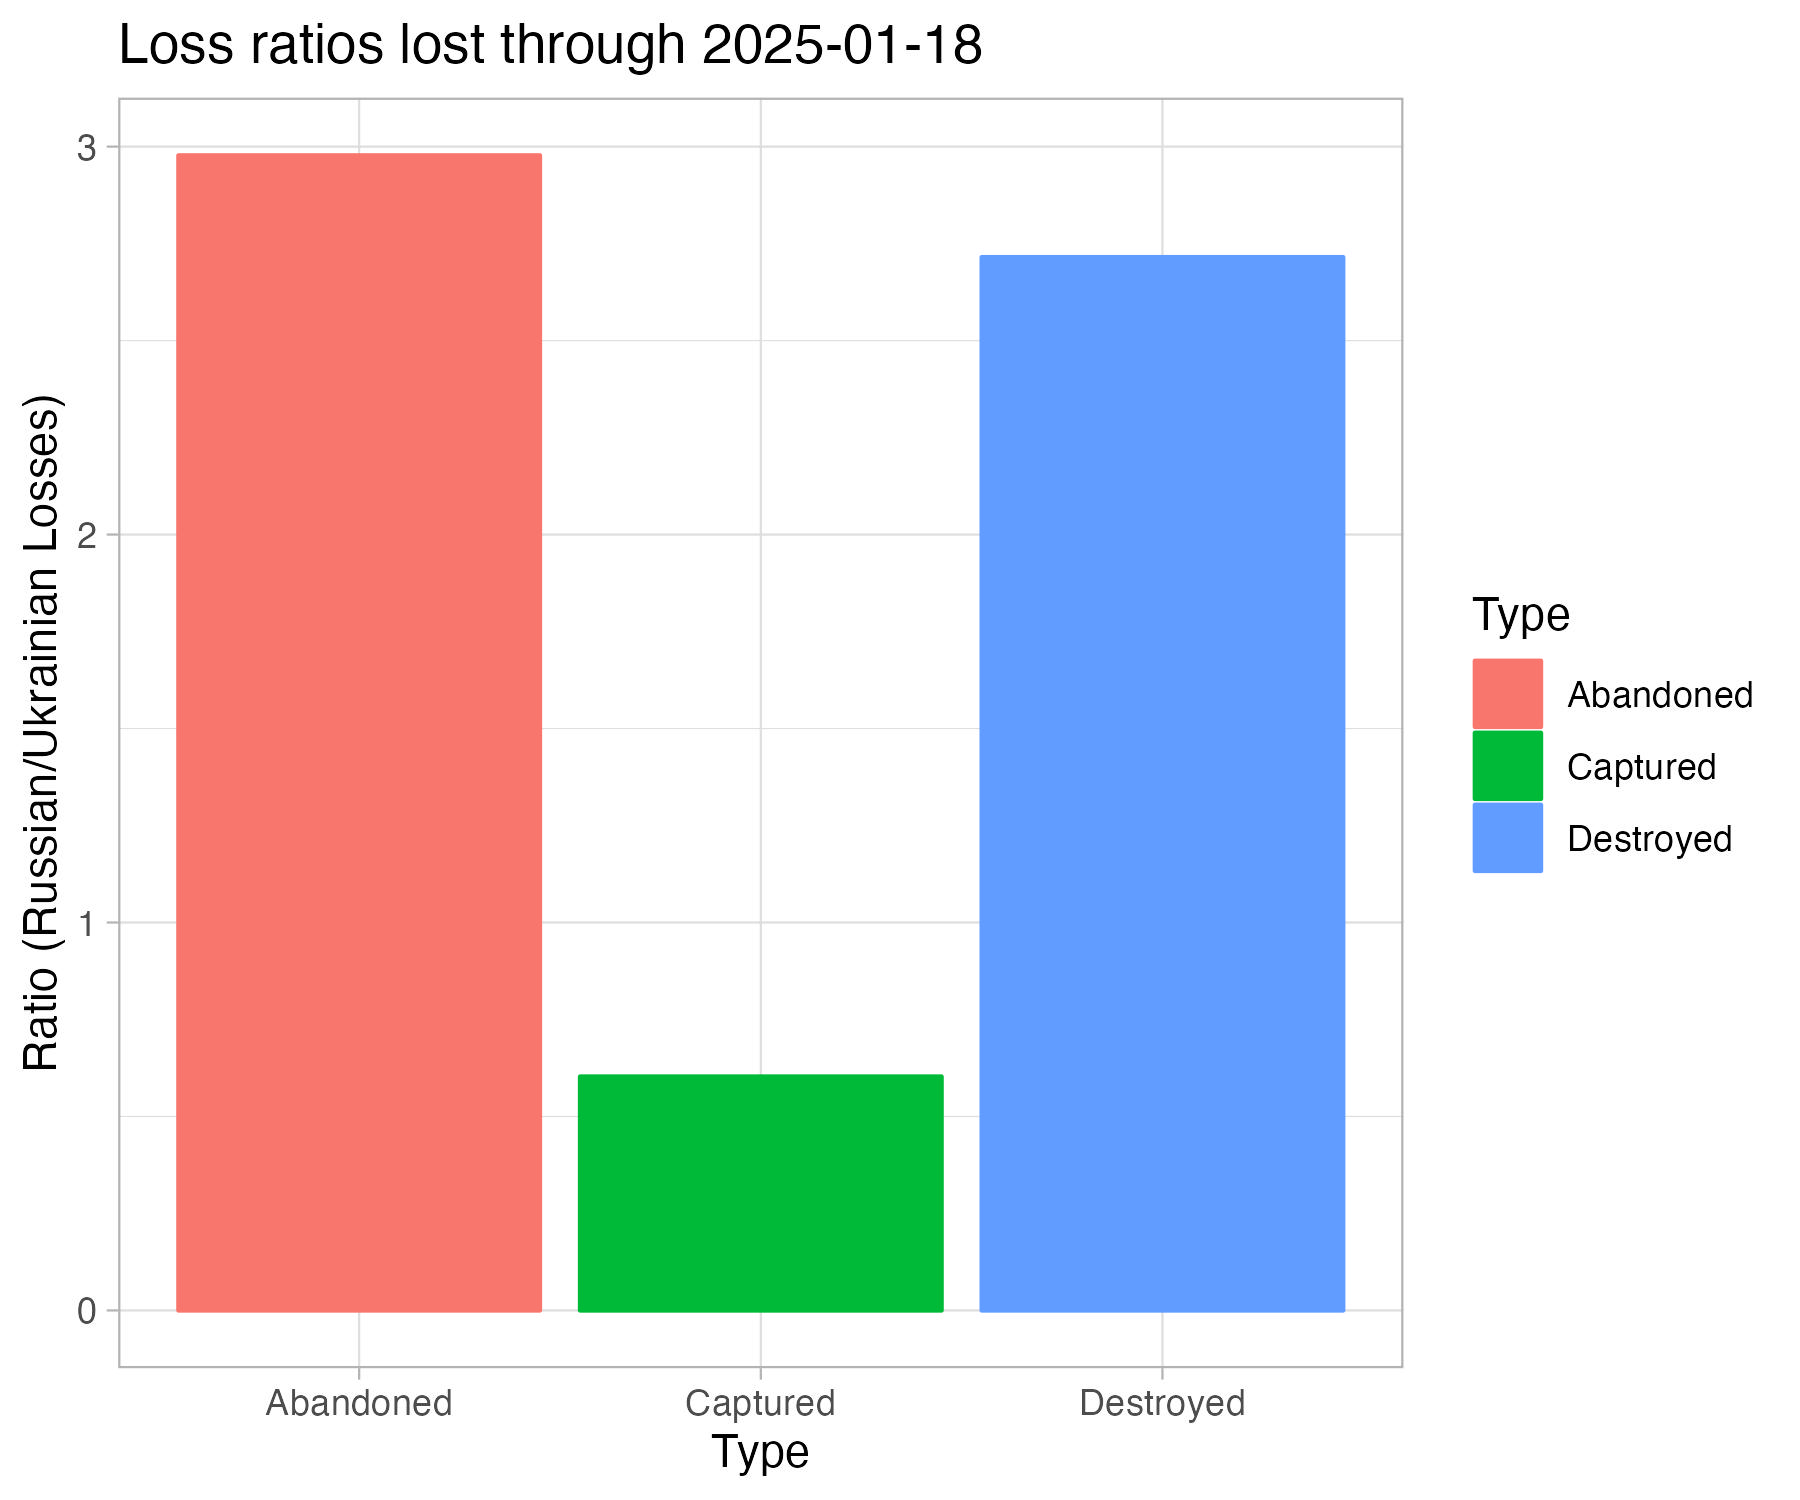 Loss ratios lost through 2025-01-18
Ratio (Russian/Ukrainian Losses)
3
2
1
0
Abandoned
Captured
Destroyed
Type
Type
Abandoned
Captured
Destroyed